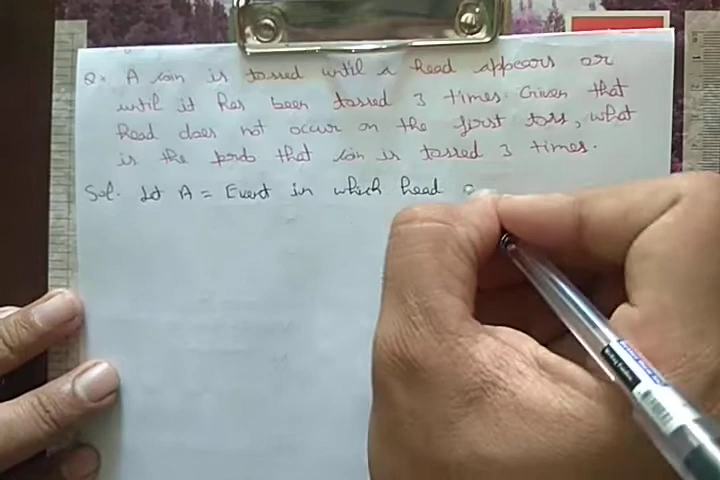 Q. A coin is tossed until a head appears or
until it has been tossed 3 times. Given that
head does not occur on the first toss, what
is the prob that coin is tossed 3 times.
Sol. Let A = Event in which head